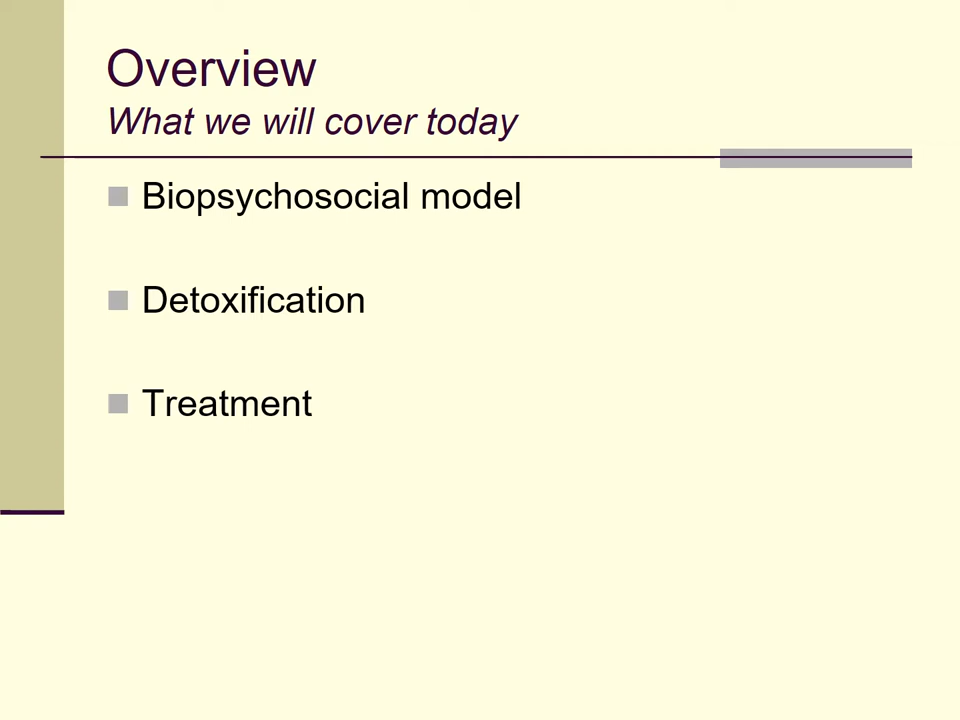 Overview
What we will cover today
Biopsychosocial model
Detoxification
Treatment